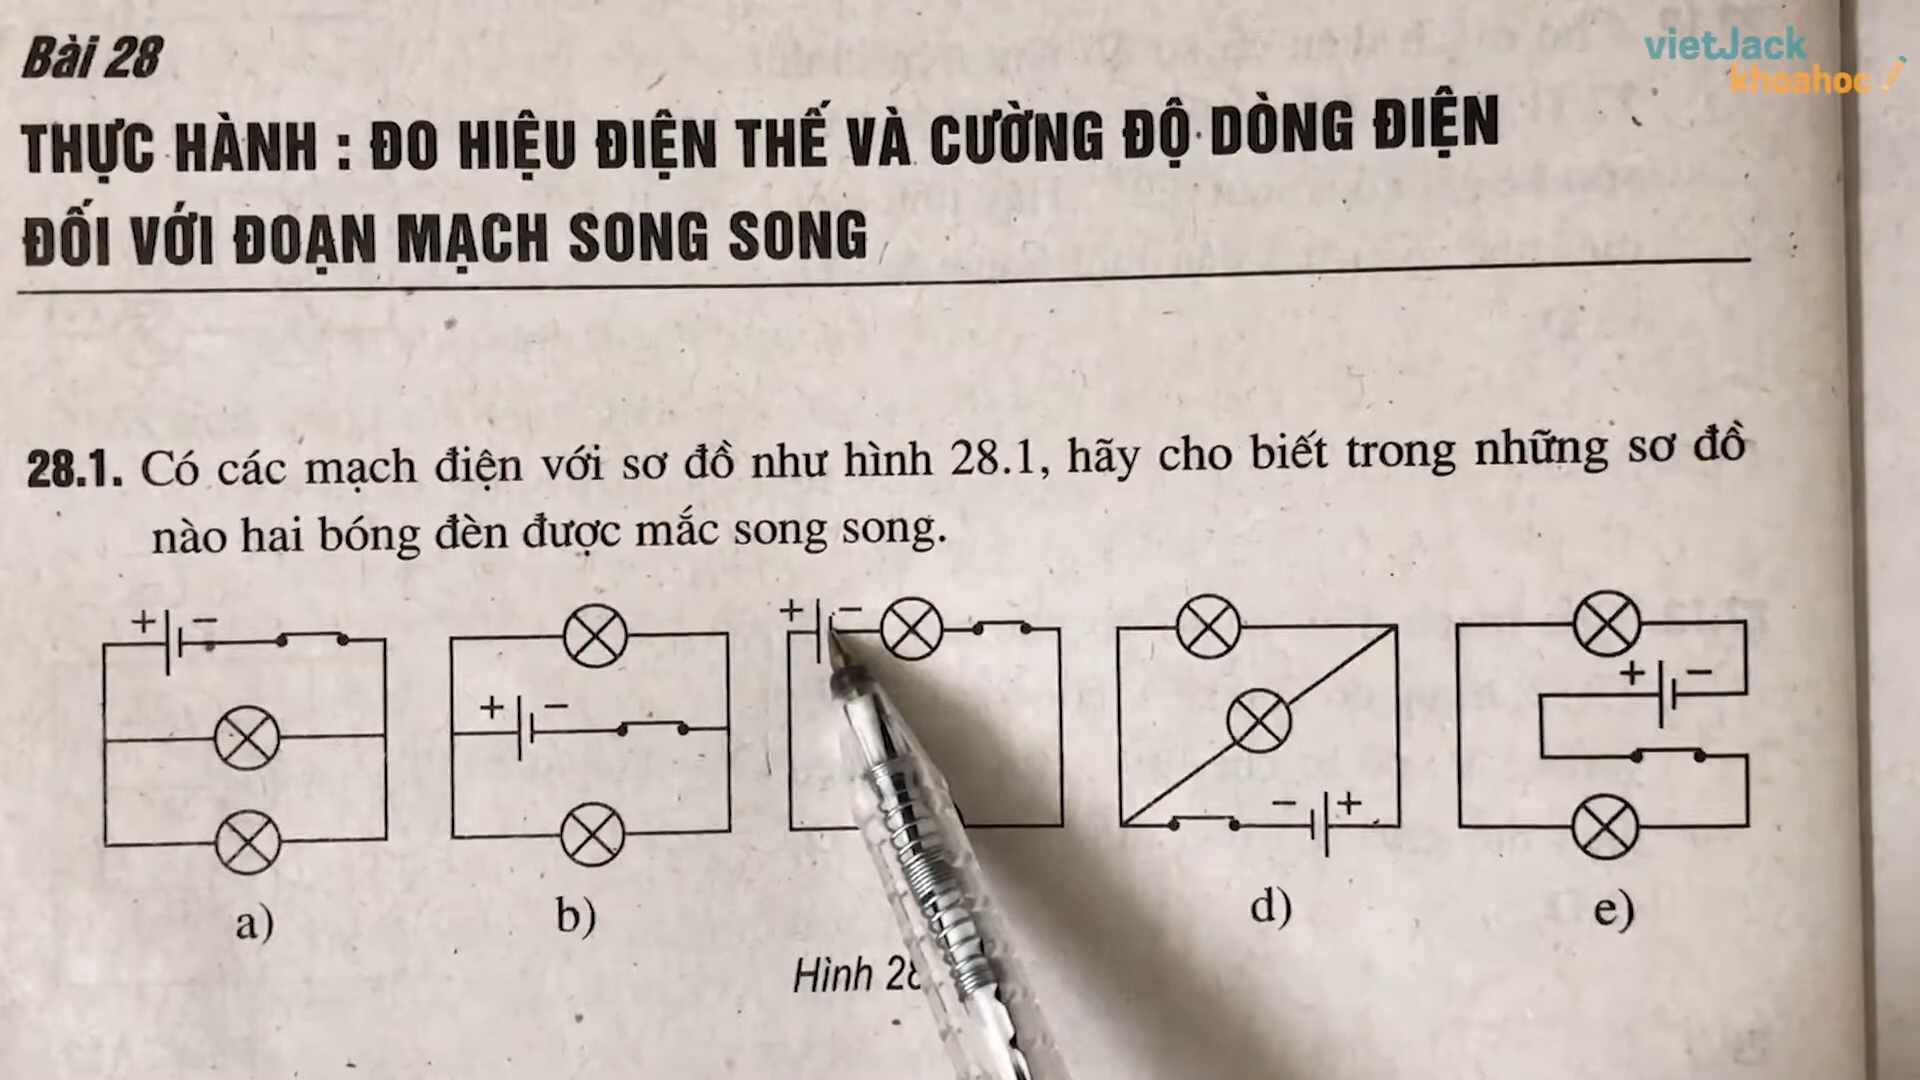 vietJack
khoahoc
Bài 28
THỰC HÀNH : ĐO HIỆU ĐIỆN THẾ VÀ CƯỜNG ĐỘ DÒNG ĐIỆN
ĐỐI VỚI ĐOẠN MẠCH SONG SONG
28.1. Có các mạch điện với sơ đồ như hình 28.1, hãy cho biết trong những sơ đồ
nào hai bóng đèn được mắc song song.
+ − + − + − − + + −
a) b) d) e)
Hình 28